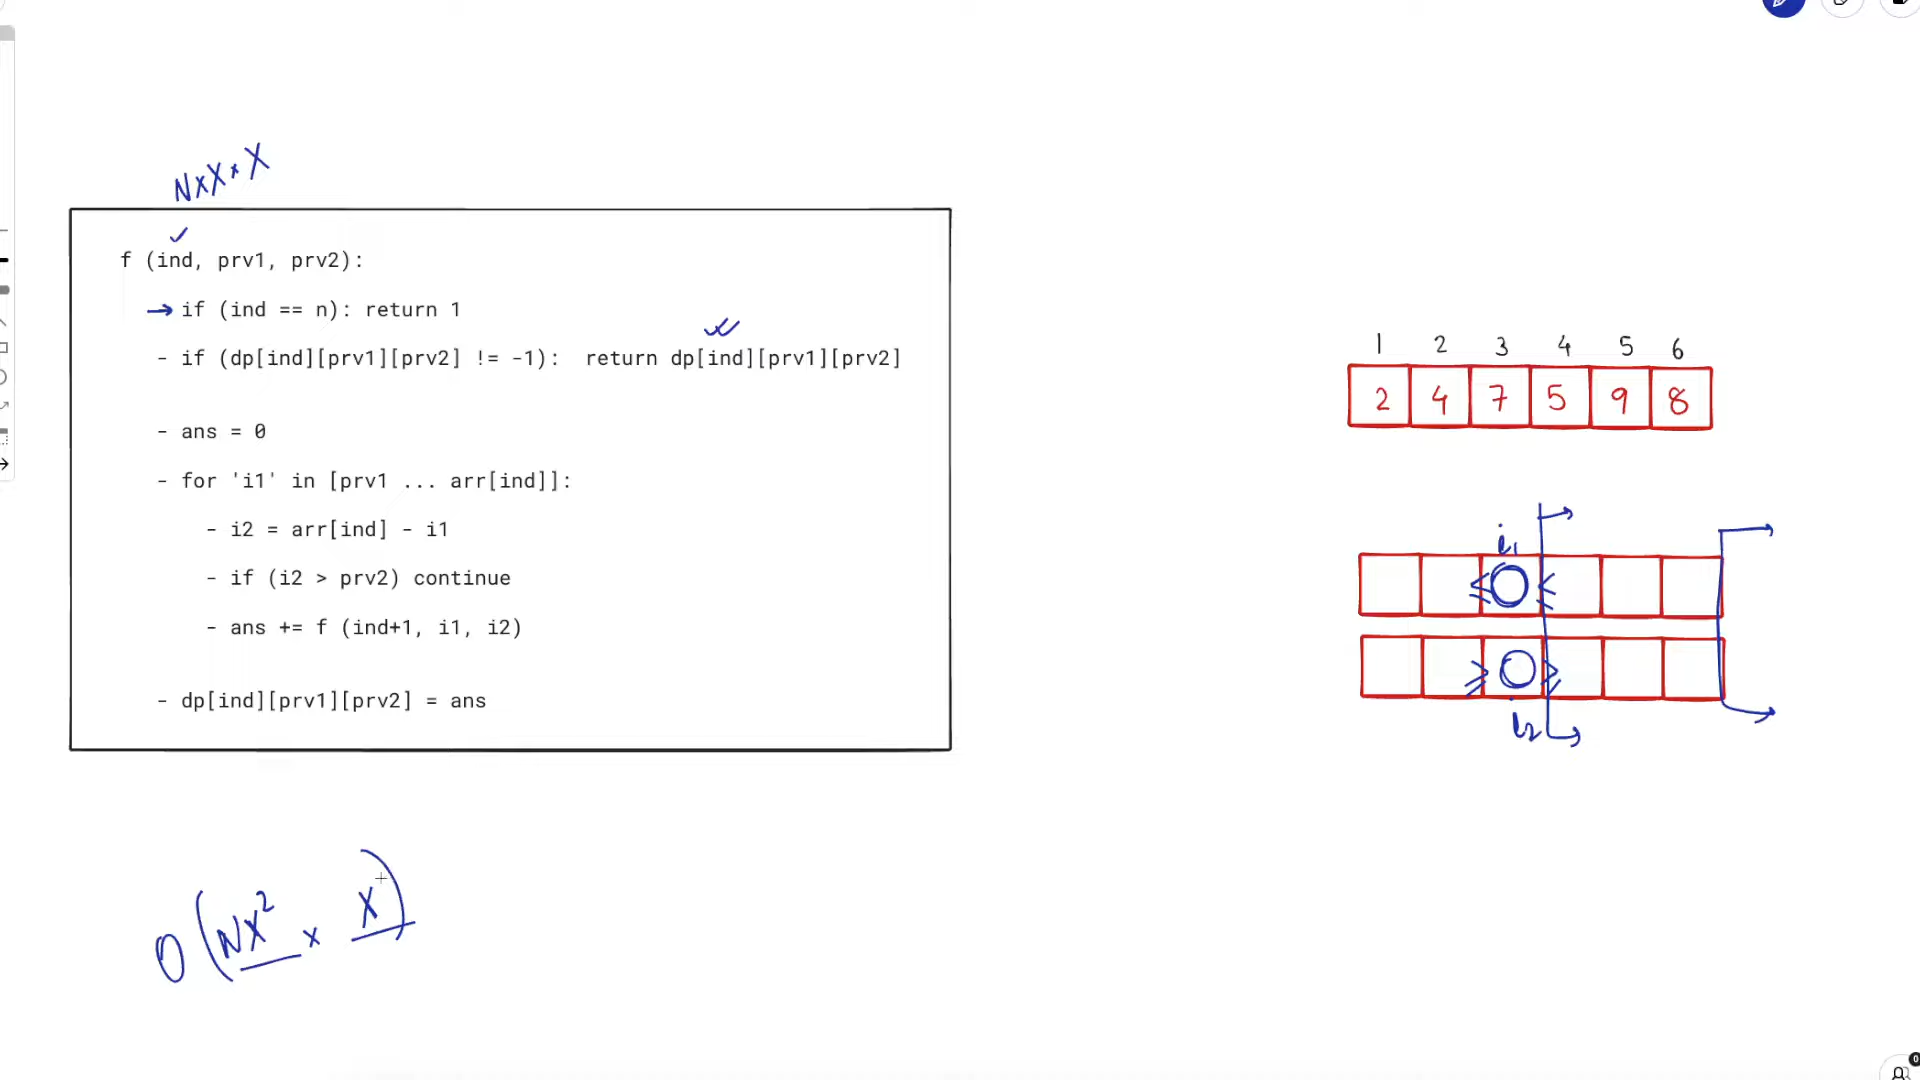 N x X x X
f (ind, prv1, prv2):
→ if (ind == n): return 1
- if (dp[ind][prv1][prv2] != -1): return dp[ind][prv1][prv2]
- ans = 0
- for 'i1' in [prv1 ... arr[ind]]:
- i2 = arr[ind] - i1
- if (i2 > prv2) continue
- ans += f (ind+1, i1, i2)
- dp[ind][prv1][prv2] = ans
O(NX² x X)
1 2 3 4 5 6
2 4 7 5 9 8
i₁
≤ ≤
≥ ≥
i₂
0